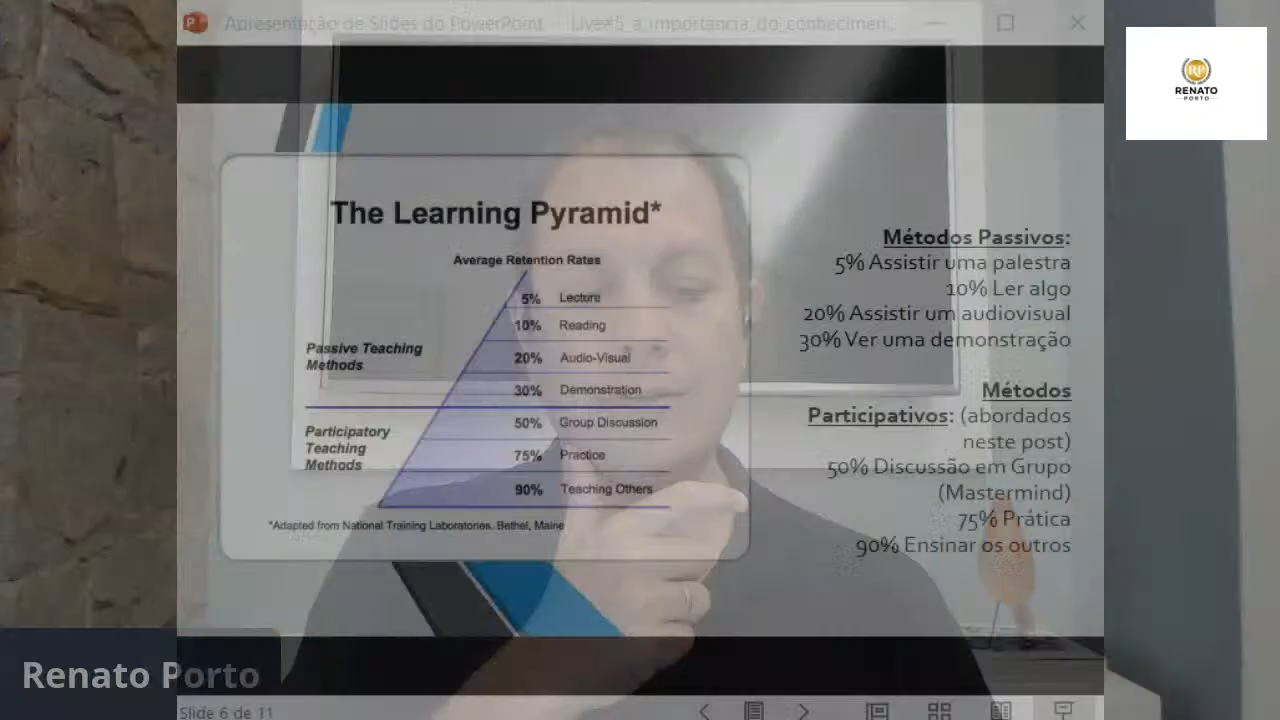 Apresentação de Slides do PowerPoint
Live#5_a_importancia_do_conhecimen...
RP
RENATO
PORTO
The Learning Pyramid*
Average Retention Rates
5% Lecture
10% Reading
Passive Teaching
Methods
20% Audio-Visual
30% Demonstration
Participatory
Teaching
Methods
50% Group Discussion
75% Practice
90% Teaching Others
*Adapted from National Training Laboratories. Bethel, Maine
Métodos Passivos:
5% Assistir uma palestra
10% Ler algo
20% Assistir um audiovisual
30% Ver uma demonstração
Métodos
Participativos: (abordados
neste post)
50% Discussão em Grupo
(Mastermind)
75% Prática
90% Ensinar os outros
Renato Porto
Slide 6 de 11